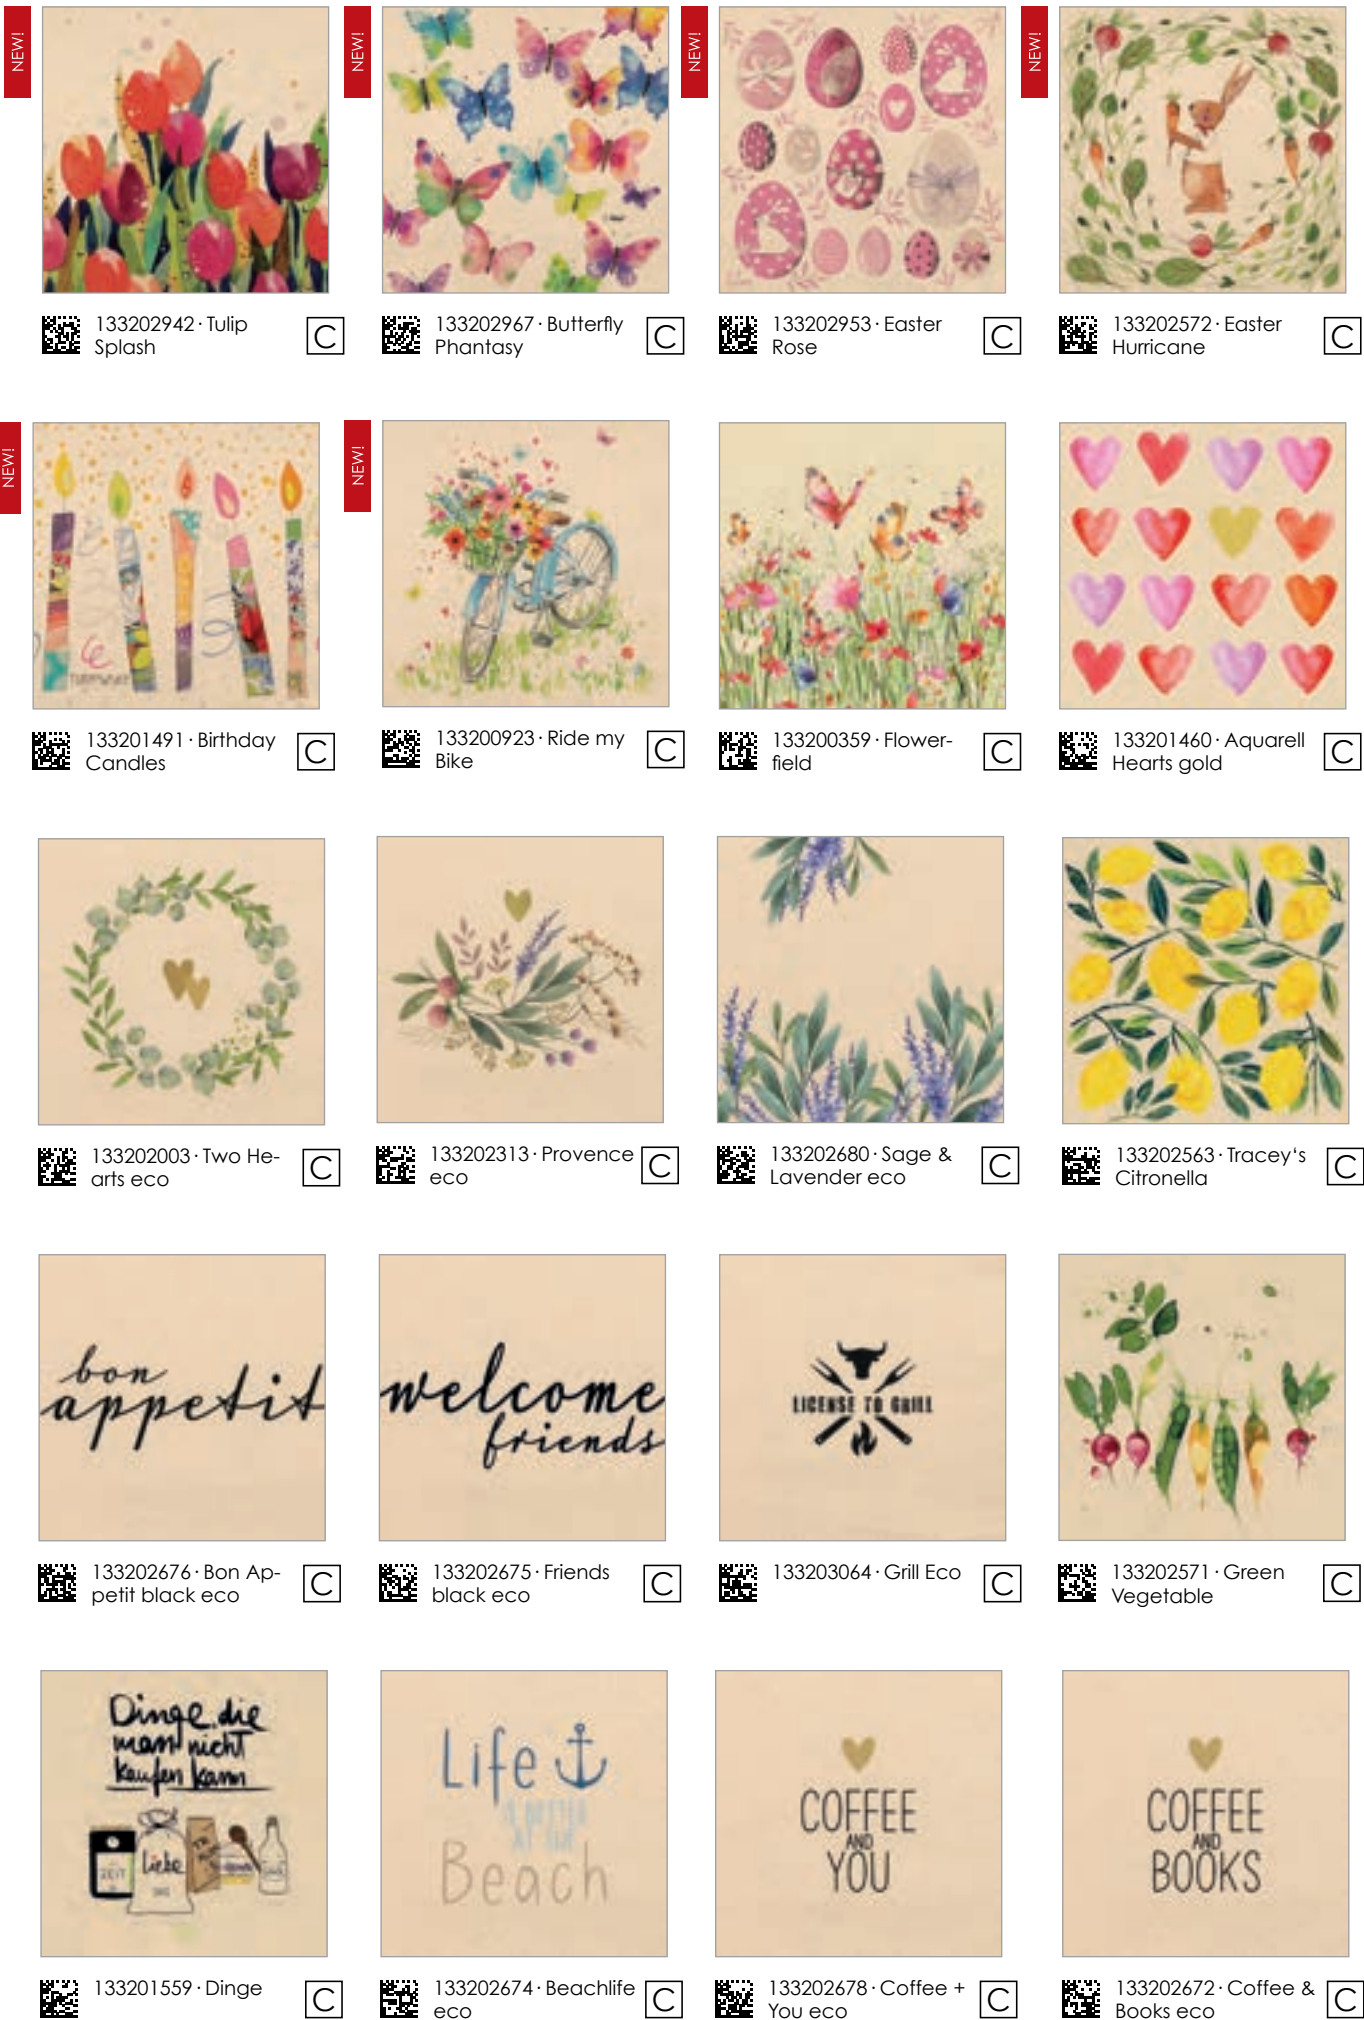 NEW!
NEW!
NEW!
NEW!
133202942 · Tulip
Splash
C
133202967 · Butterfly
Phantasy
C
133202953 · Easter
Rose
C
133202572 · Easter
Hurricane
C
NEW!
NEW!
133201491 · Birthday
Candles
C
133200923 · Ride my
Bike
C
133200359 · Flower-
field
C
133201460 · Aquarell
Hearts gold
C
133202003 · Two He-
arts eco
C
133202313 · Provence
eco
C
133202680 · Sage &
Lavender eco
C
133202563 · Tracey‘s
Citronella
C
bon
appetit
welcome
friends
LICENSE TO GRILL
133202676 · Bon Ap-
petit black eco
C
133202675 · Friends
black eco
C
133203064 · Grill Eco
C
133202571 · Green
Vegetable
C
Dinge, die
man nicht
kaufen kann
ZEIT
Liebe
Life
Beach
COFFEE
AND
YOU
COFFEE
AND
BOOKS
133201559 · Dinge
C
133202674 · Beachlife
eco
C
133202678 · Coffee +
You eco
C
133202672 · Coffee &
Books eco
C